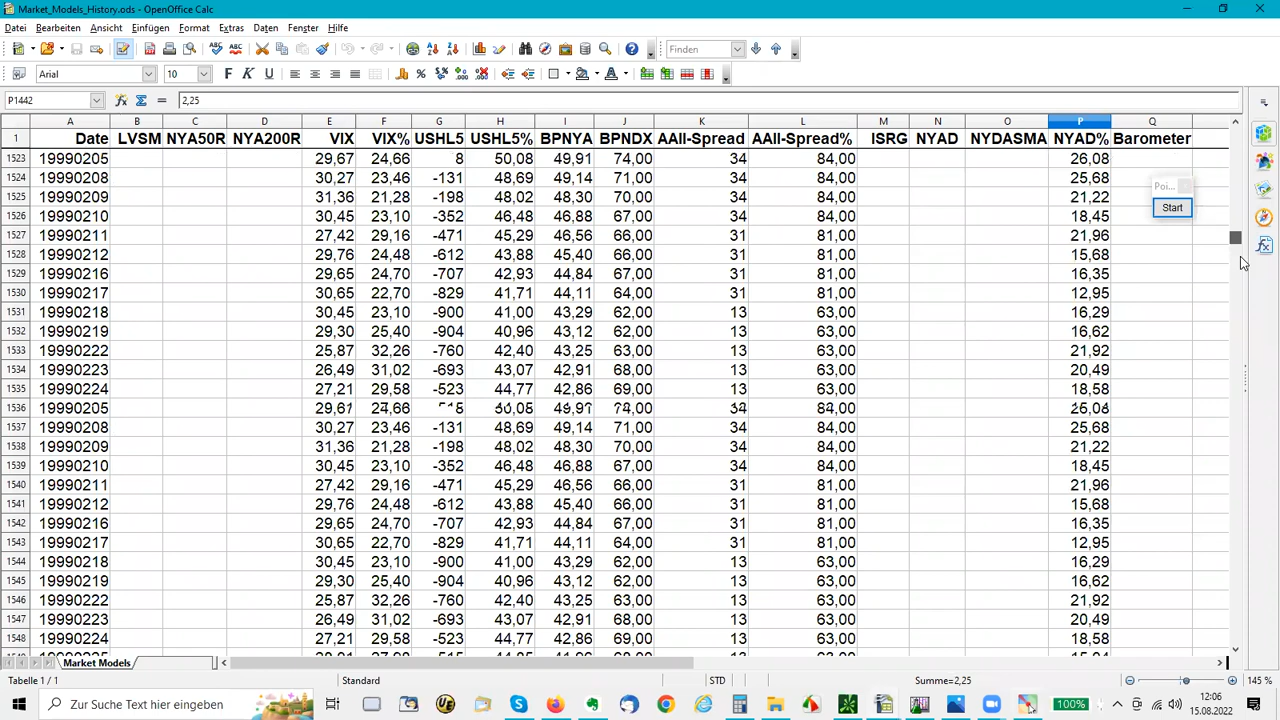 Market_Models_History.ods - OpenOffice Calc
Datei Bearbeiten Ansicht Einfügen Format Extras Daten Fenster Hilfe
Finden
Arial 10 F K U
P1442 2,25
A B C D E F G H I J K L M N O P Q
1 Date LVSM NYA50R NYA200R VIX VIX% USHL5 USHL5% BPNYA BPNDX AAII-Spread AAII-Spread% ISRG NYAD NYDASMA NYAD% Barometer
1523 19990205 29,67 24,66 8 50,08 49,91 74,00 34 84,00 26,08
1524 19990208 30,27 23,46 -131 48,69 49,14 71,00 34 84,00 25,68
Poi...
1525 19990209 31,36 21,28 -198 48,02 48,30 70,00 34 84,00 21,22
Start
1526 19990210 30,45 23,10 -352 46,48 46,88 67,00 34 84,00 18,45
1527 19990211 27,42 29,16 -471 45,29 46,56 66,00 31 81,00 21,96
1528 19990212 29,76 24,48 -612 43,88 45,40 66,00 31 81,00 15,68
1529 19990216 29,65 24,70 -707 42,93 44,84 67,00 31 81,00 16,35
1530 19990217 30,65 22,70 -829 41,71 44,11 64,00 31 81,00 12,95
1531 19990218 30,45 23,10 -900 41,00 43,29 62,00 13 63,00 16,29
1532 19990219 29,30 25,40 -904 40,96 43,12 62,00 13 63,00 16,62
1533 19990222 25,87 32,26 -760 42,40 43,25 63,00 13 63,00 21,92
1534 19990223 26,49 31,02 -693 43,07 42,91 68,00 13 63,00 20,49
1535 19990224 27,21 29,58 -523 44,77 42,86 69,00 13 63,00 18,58
1536 19990205 34 84,00
1537 19990208 30,27 23,46 -131 48,69 49,14 71,00 34 84,00 25,68
1538 19990209 31,36 21,28 -198 48,02 48,30 70,00 34 84,00 21,22
1539 19990210 30,45 23,10 -352 46,48 46,88 67,00 34 84,00 18,45
1540 19990211 27,42 29,16 -471 45,29 46,56 66,00 31 81,00 21,96
1541 19990212 29,76 24,48 -612 43,88 45,40 66,00 31 81,00 15,68
1542 19990216 29,65 24,70 -707 42,93 44,84 67,00 31 81,00 16,35
1543 19990217 30,65 22,70 -829 41,71 44,11 64,00 31 81,00 12,95
1544 19990218 30,45 23,10 -900 41,00 43,29 62,00 13 63,00 16,29
1545 19990219 29,30 25,40 -904 40,96 43,12 62,00 13 63,00 16,62
1546 19990222 25,87 32,26 -760 42,40 43,25 63,00 13 63,00 21,92
1547 19990223 26,49 31,02 -693 43,07 42,91 68,00 13 63,00 20,49
1548 19990224 27,21 29,58 -523 44,77 42,86 69,00 13 63,00 18,58
Market Models
Tabelle 1 / 1 Standard STD Summe=2,25 145 %
Zur Suche Text hier eingeben 100% 12:06
15.08.2022